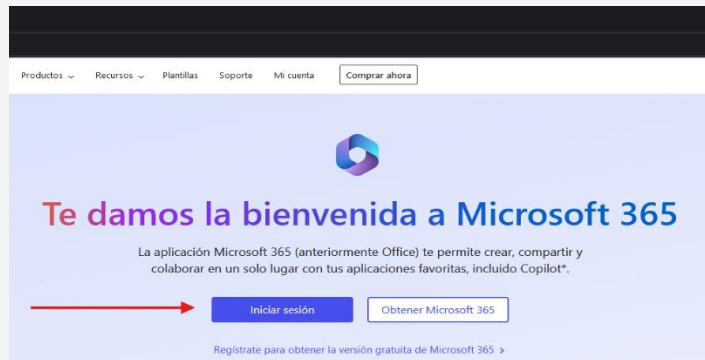 Productos Recursos Plantillas Soporte Mi cuenta Comprar ahora
Te damos la bienvenida a Microsoft 365
La aplicación Microsoft 365 (anteriormente Office) te permite crear, compartir y
colaborar en un solo lugar con tus aplicaciones favoritas, incluido Copilot*.
Iniciar sesión Obtener Microsoft 365
Regístrate para obtener la versión gratuita de Microsoft 365 >